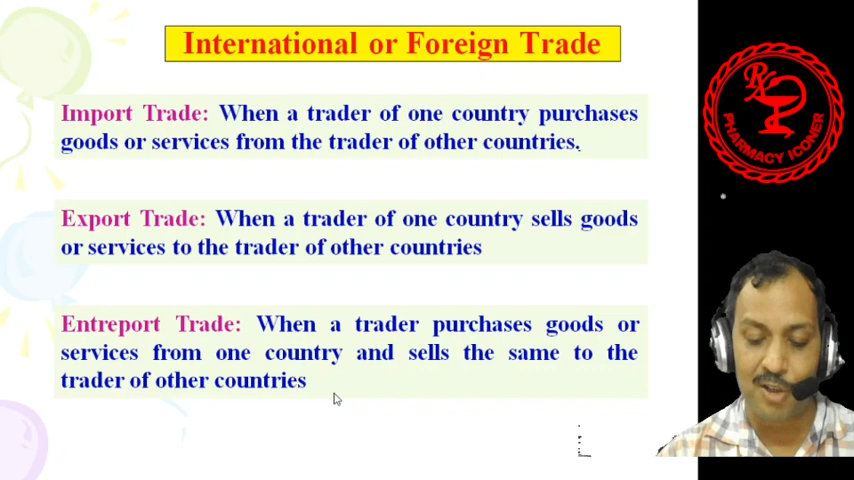 International or Foreign Trade
Import Trade: When a trader of one country purchases
goods or services from the trader of other countries.
Export Trade: When a trader of one country sells goods
or services to the trader of other countries
Entreport Trade: When a trader purchases goods or
services from one country and sells the same to the
trader of other countries
Rx
PHARMACY ICONER